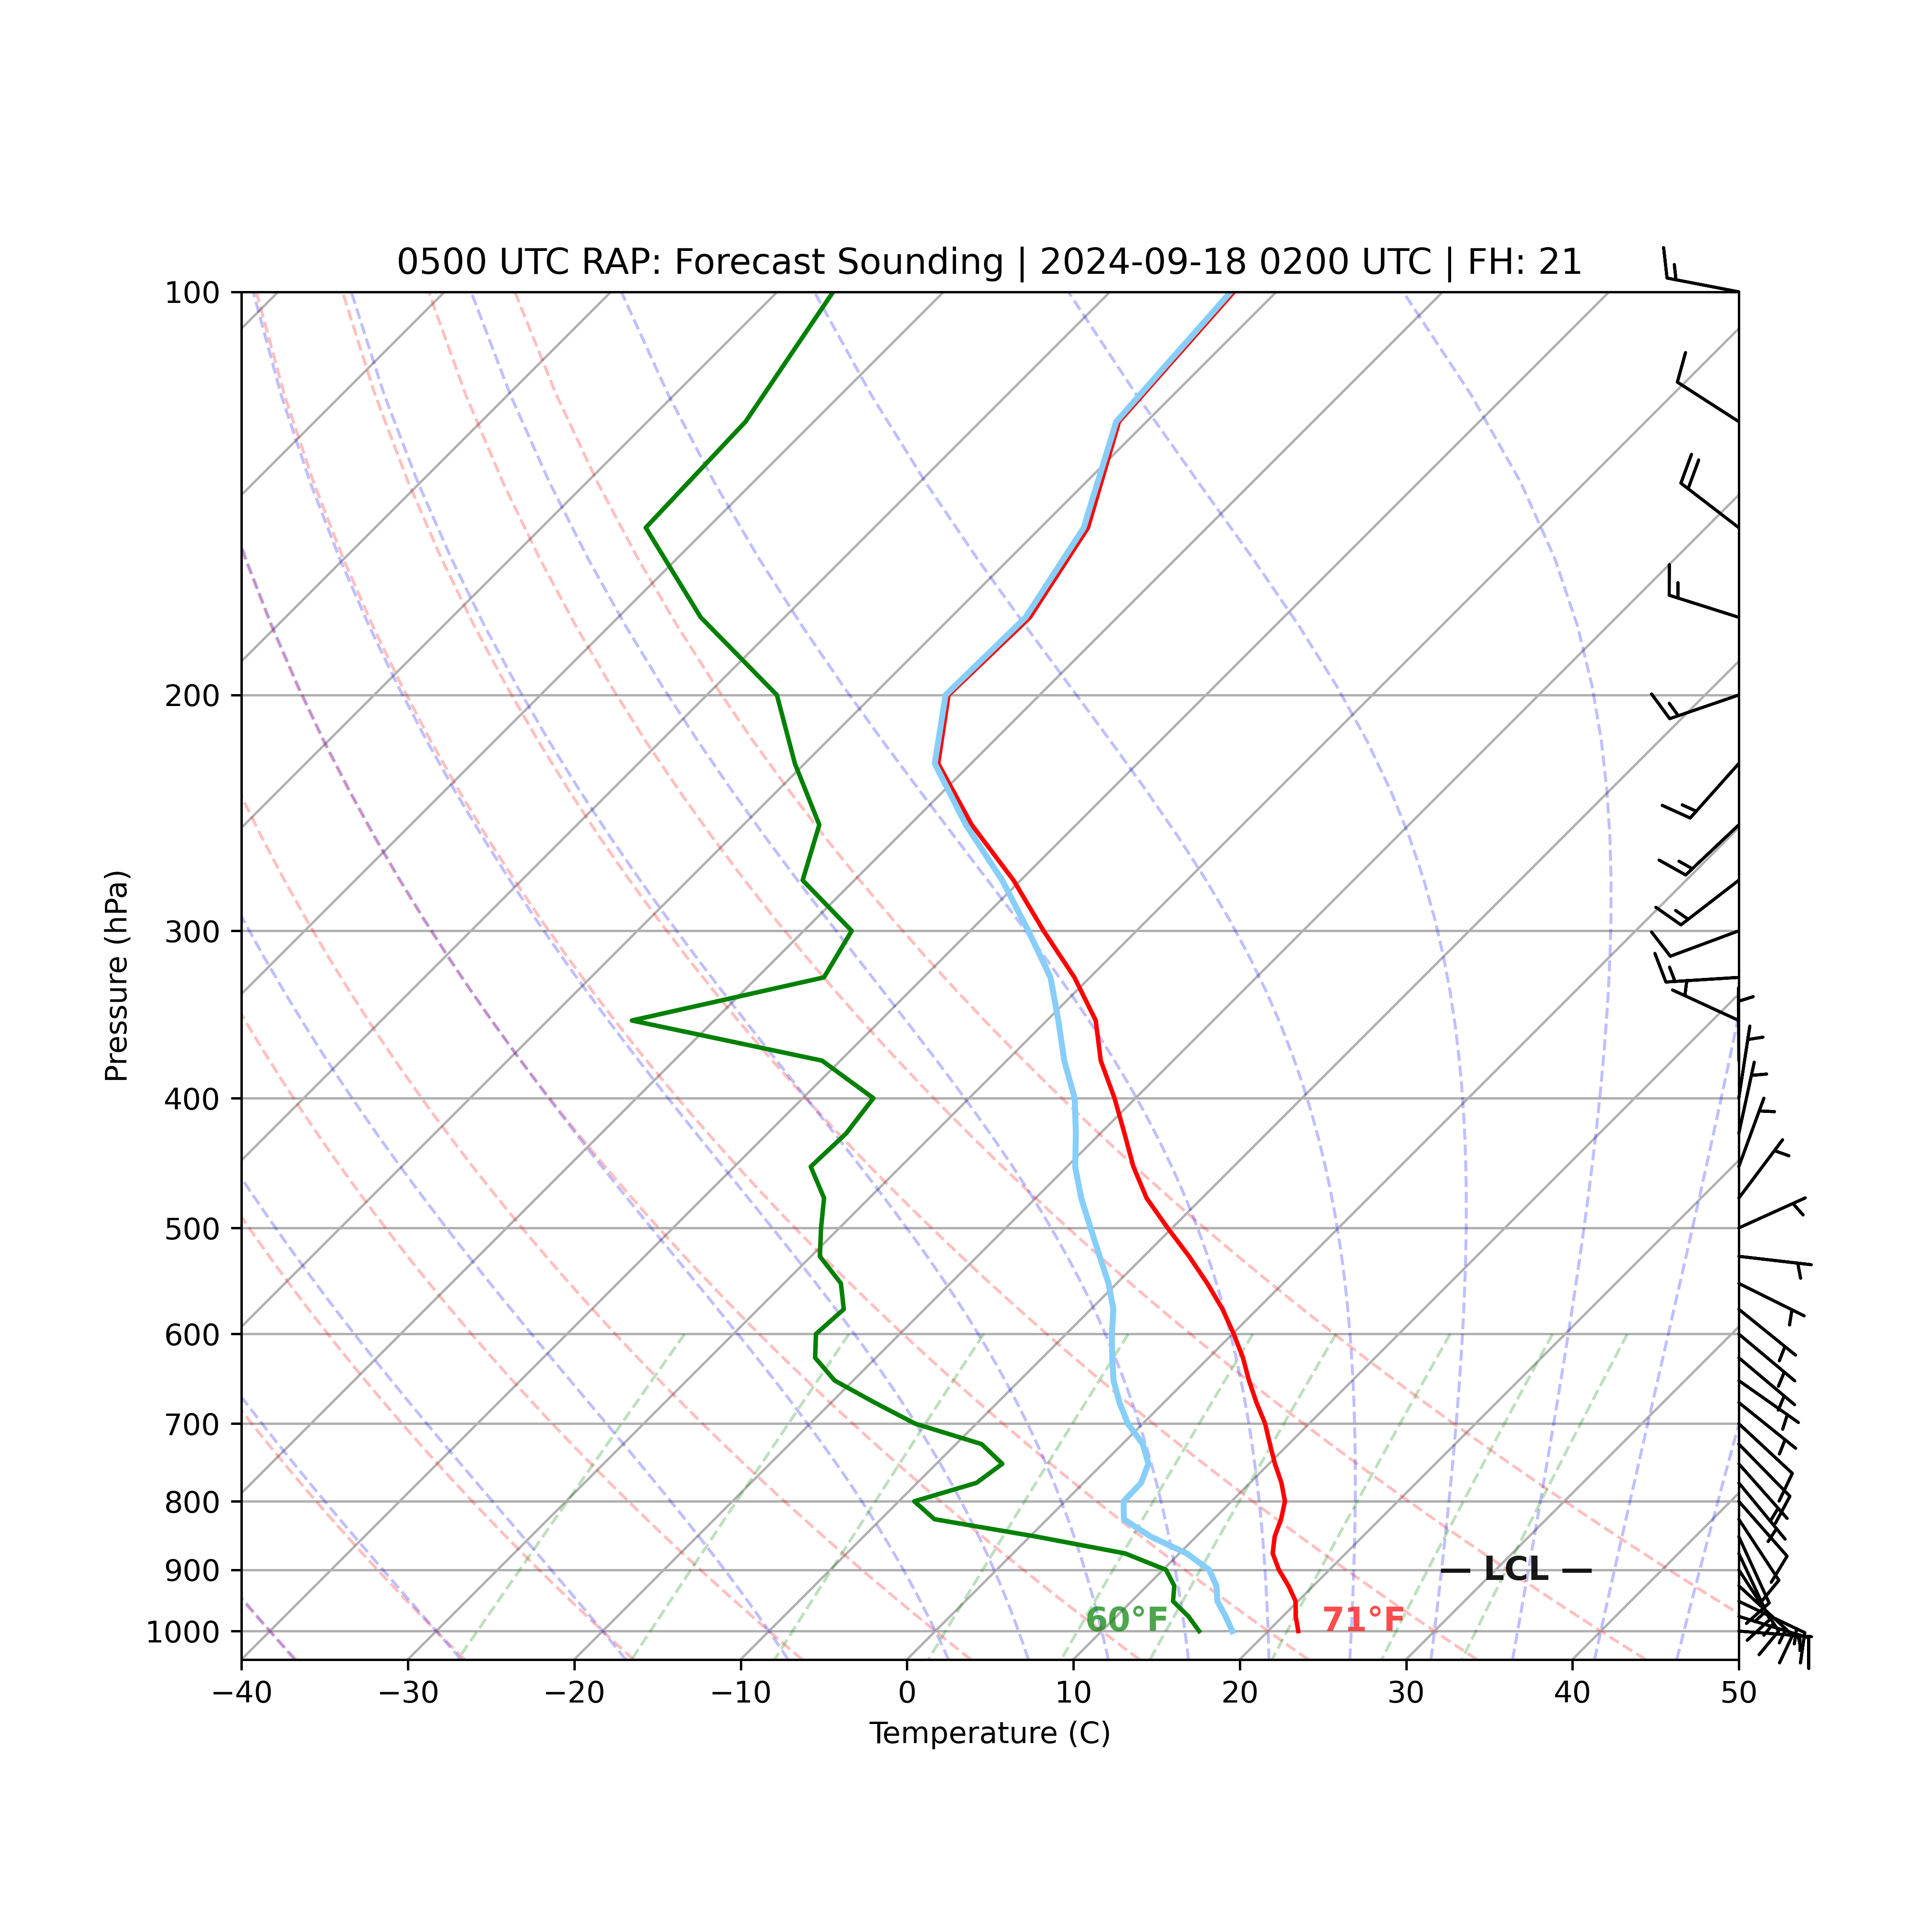 0500 UTC RAP: Forecast Sounding | 2024-09-18 0200 UTC | FH: 21
100
200
300
400
500
600
700
800
900
1000
Pressure (hPa)
— LCL —
60°F 71°F
−40 −30 −20 −10 0 10 20 30 40 50
Temperature (C)